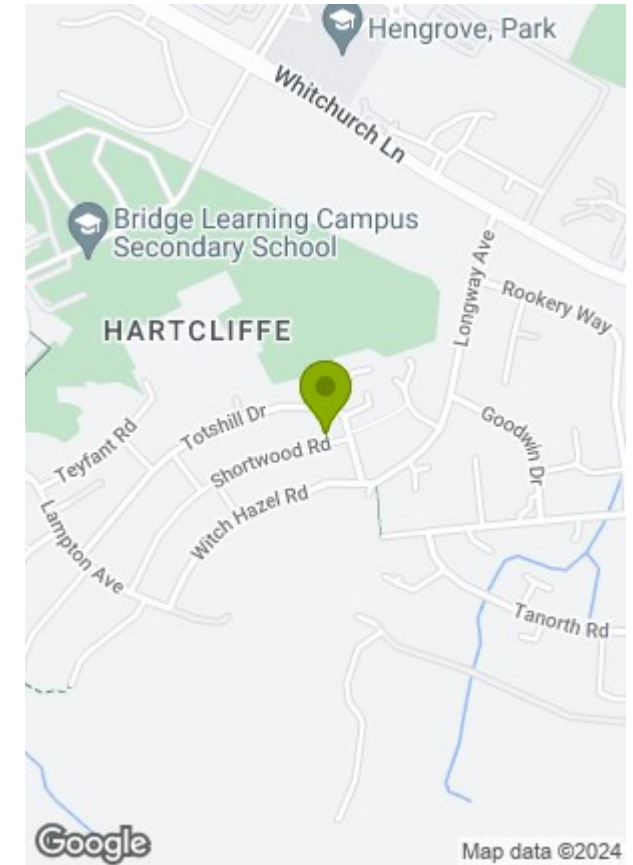 Hengrove, Park
Whitchurch Ln
Bridge Learning Campus
Secondary School
Longway Ave
Rookery Way
HARTCLIFFE
Totshill Dr
Goodwin Dr
Teyfant Rd
Shortwood Rd
Witch Hazel Rd
Lampton Ave
Tanorth Rd
Google
Map data ©2024